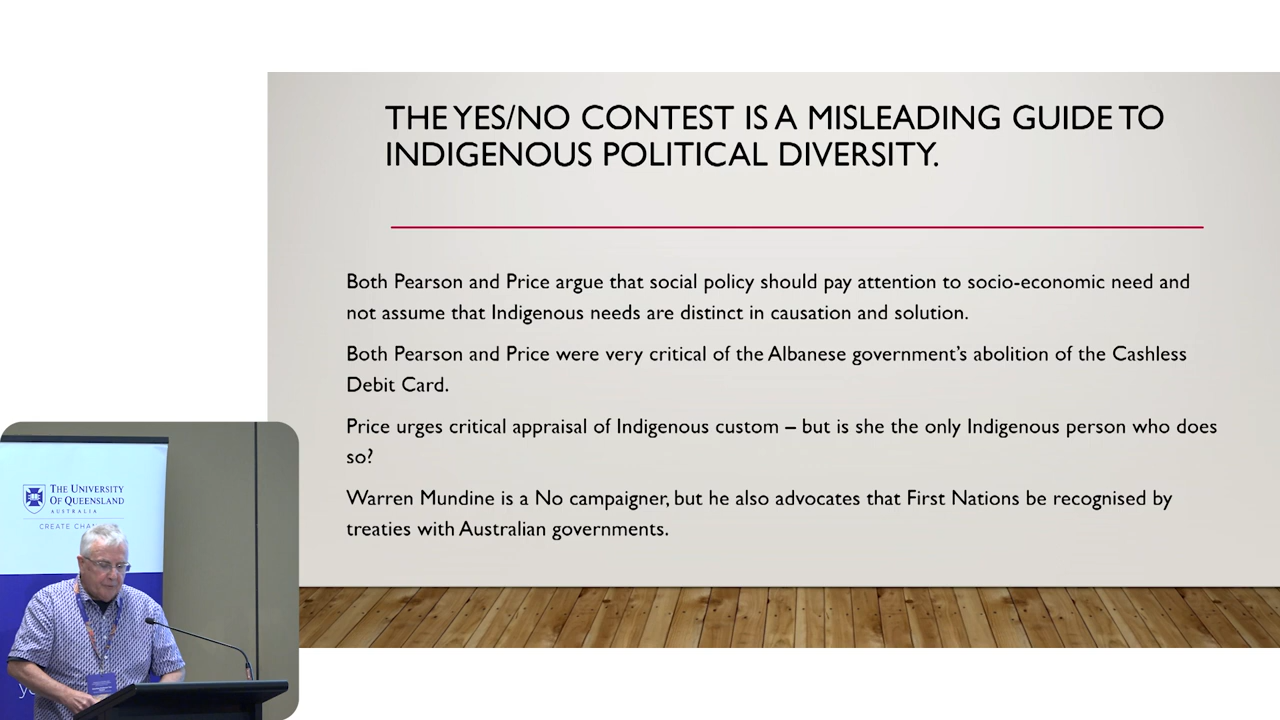 THE YES/NO CONTEST IS A MISLEADING GUIDE TO
INDIGENOUS POLITICAL DIVERSITY.
Both Pearson and Price argue that social policy should pay attention to socio-economic need and
not assume that Indigenous needs are distinct in causation and solution.
Both Pearson and Price were very critical of the Albanese government’s abolition of the Cashless
Debit Card.
Price urges critical appraisal of Indigenous custom – but is she the only Indigenous person who does
so?
Warren Mundine is a No campaigner, but he also advocates that First Nations be recognised by
treaties with Australian governments.
THE UNIVERSITY
OF QUEENSLAND
AUSTRALIA
CREATE